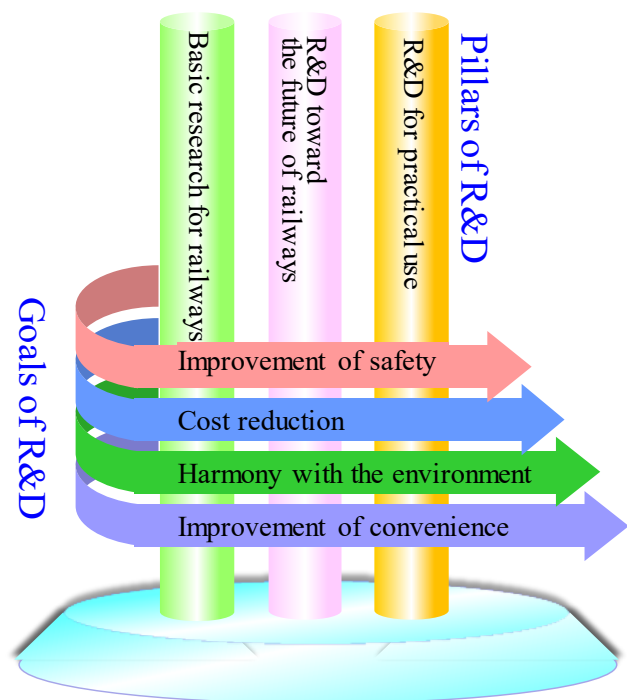 Pillars of R&D
Basic research for railways
R&D toward
the future of railways
R&D for practical use
Goals of R&D
Improvement of safety
Cost reduction
Harmony with the environment
Improvement of convenience